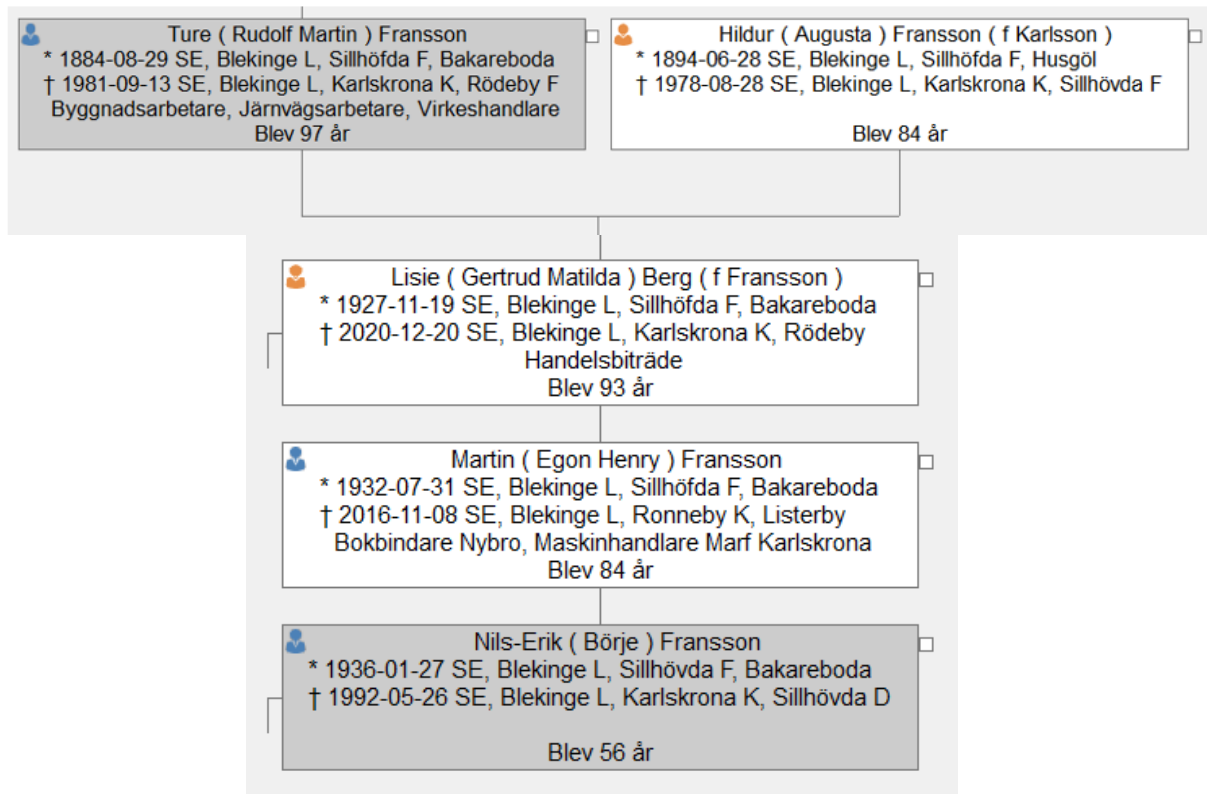 Ture ( Rudolf Martin ) Fransson
* 1884-08-29 SE, Blekinge L, Sillhöfda F, Bakareboda
† 1981-09-13 SE, Blekinge L, Karlskrona K, Rödeby F
Byggnadsarbetare, Järnvägsarbetare, Virkeshandlare
Blev 97 år
Hildur ( Augusta ) Fransson ( f Karlsson )
* 1894-06-28 SE, Blekinge L, Sillhöfda F, Husgöl
† 1978-08-28 SE, Blekinge L, Karlskrona K, Sillhövda F
Blev 84 år
Lisie ( Gertrud Matilda ) Berg ( f Fransson )
* 1927-11-19 SE, Blekinge L, Sillhöfda F, Bakareboda
† 2020-12-20 SE, Blekinge L, Karlskrona K, Rödeby
Handelsbiträde
Blev 93 år
Martin ( Egon Henry ) Fransson
* 1932-07-31 SE, Blekinge L, Sillhöfda F, Bakareboda
† 2016-11-08 SE, Blekinge L, Ronneby K, Listerby
Bokbindare Nybro, Maskinhandlare Marf Karlskrona
Blev 84 år
Nils-Erik ( Börje ) Fransson
* 1936-01-27 SE, Blekinge L, Sillhövda F, Bakareboda
† 1992-05-26 SE, Blekinge L, Karlskrona K, Sillhövda D
Blev 56 år